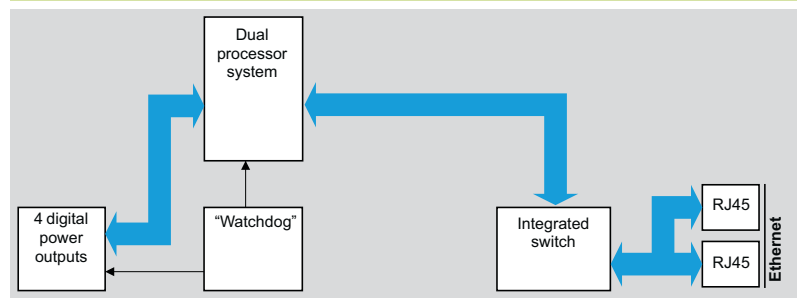 Dual
processor
system
4 digital
power
outputs
“Watchdog”
Integrated
switch
RJ45
RJ45
Ethernet